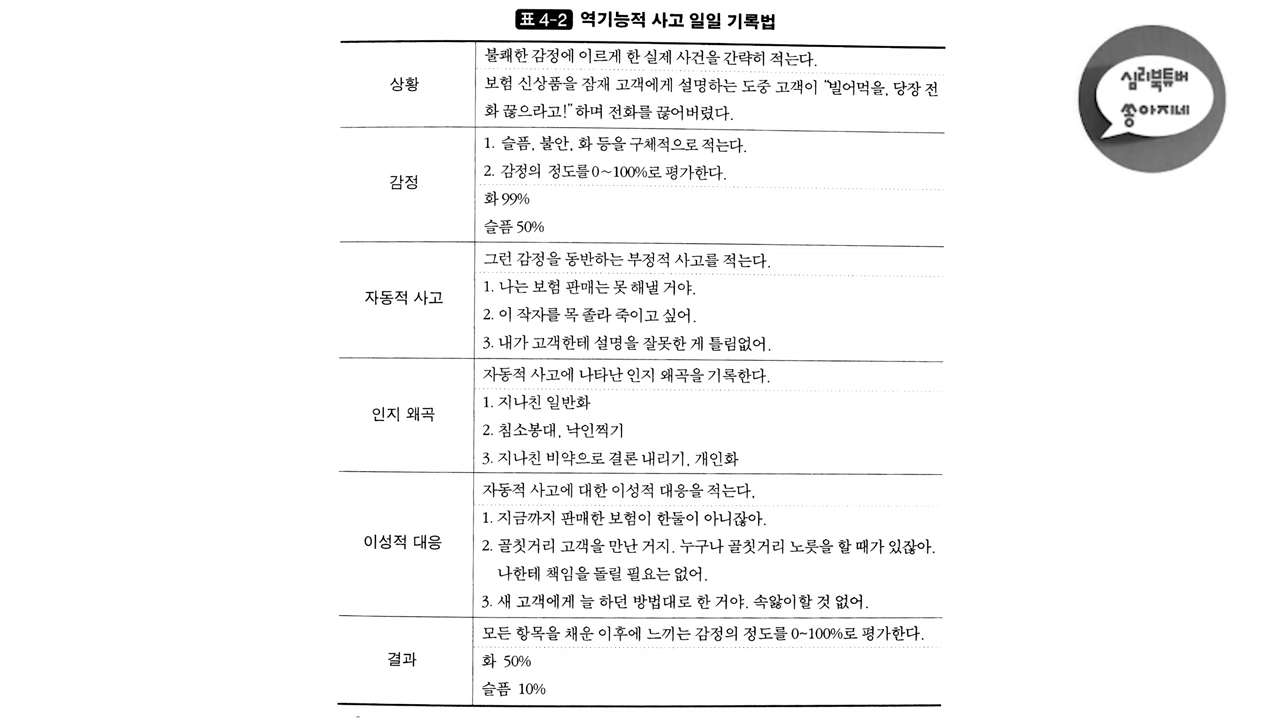 표 4-2 역기능적 사고 일일 기록법
심리북튜버
쏭아지네
상황
불쾌한 감정에 이르게 한 실제 사건을 간략히 적는다.
보험 신상품을 잠재 고객에게 설명하는 도중 고객이 "빌어먹을, 당장 전
화 끊으라고!"하며 전화를 끊어버렸다.
감정
1. 슬픔, 불안, 화 등을 구체적으로 적는다.
2. 감정의 정도를 0~100%로 평가한다.
화 99%
슬픔 50%
자동적 사고
그런 감정을 동반하는 부정적 사고를 적는다.
1. 나는 보험 판매는 못 해낼 거야.
2. 이 작자를 목 졸라 죽이고 싶어.
3. 내가 고객한테 설명을 잘못한 게 틀림없어.
인지 왜곡
자동적 사고에 나타난 인지 왜곡을 기록한다.
1. 지나친 일반화
2. 침소봉대, 낙인찍기
3. 지나친 비약으로 결론 내리기, 개인화
이성적 대응
자동적 사고에 대한 이성적 대응을 적는다.
1. 지금까지 판매한 보험이 한둘이 아니잖아.
2. 골칫거리 고객을 만난 거지. 누구나 골칫거리 노릇을 할 때가 있잖아.
나한테 책임을 돌릴 필요는 없어.
3. 새 고객에게 늘 하던 방법대로 한 거야. 속앓이할 것 없어.
결과
모든 항목을 채운 이후에 느끼는 감정의 정도를 0~100%로 평가한다.
화 50%
슬픔 10%